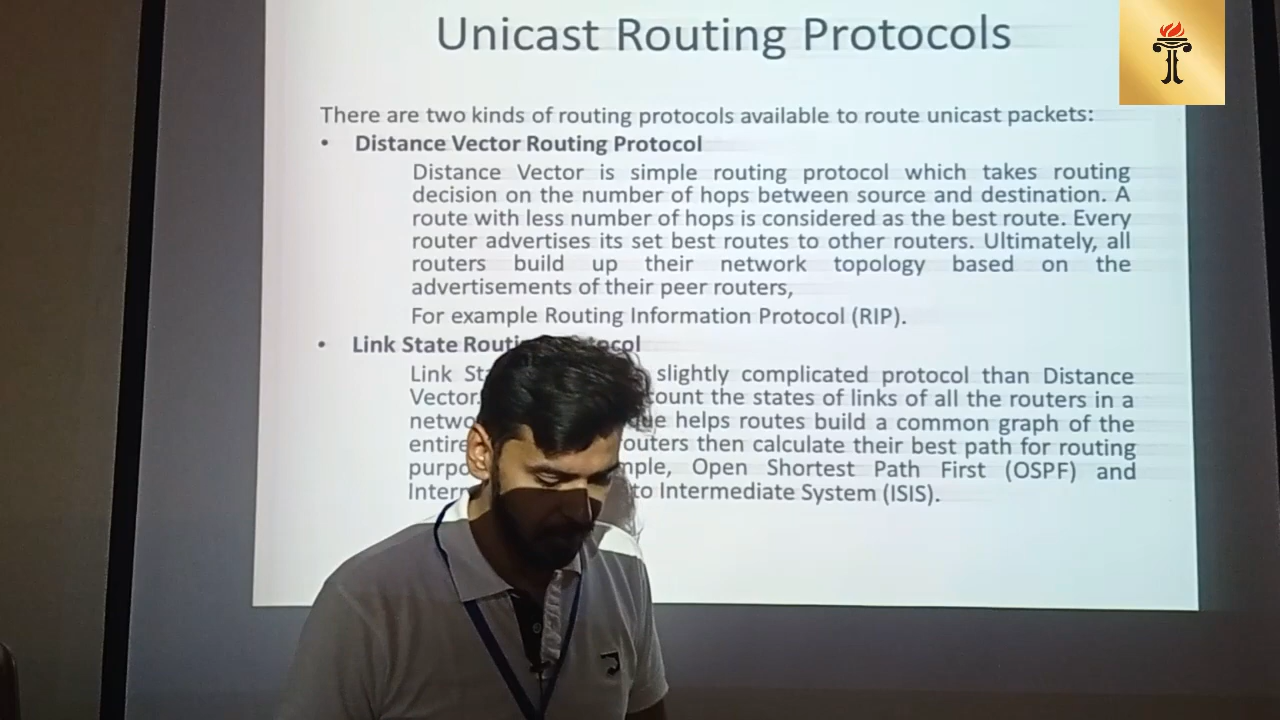 Unicast Routing Protocols
There are two kinds of routing protocols available to route unicast packets:
• Distance Vector Routing Protocol
Distance Vector is simple routing protocol which takes routing
decision on the number of hops between source and destination. A
route with less number of hops is considered as the best route. Every
router advertises its set best routes to other routers. Ultimately, all
routers build up their network topology based on the
advertisements of their peer routers,
For example Routing Information Protocol (RIP).
• Link State
Link slightly complicated protocol than Distance
Vector. the states of links of all the routers in a
helps routes build a common graph of the
entire then calculate their best path for routing
Open Shortest Path First (OSPF) and
to Intermediate System (ISIS).